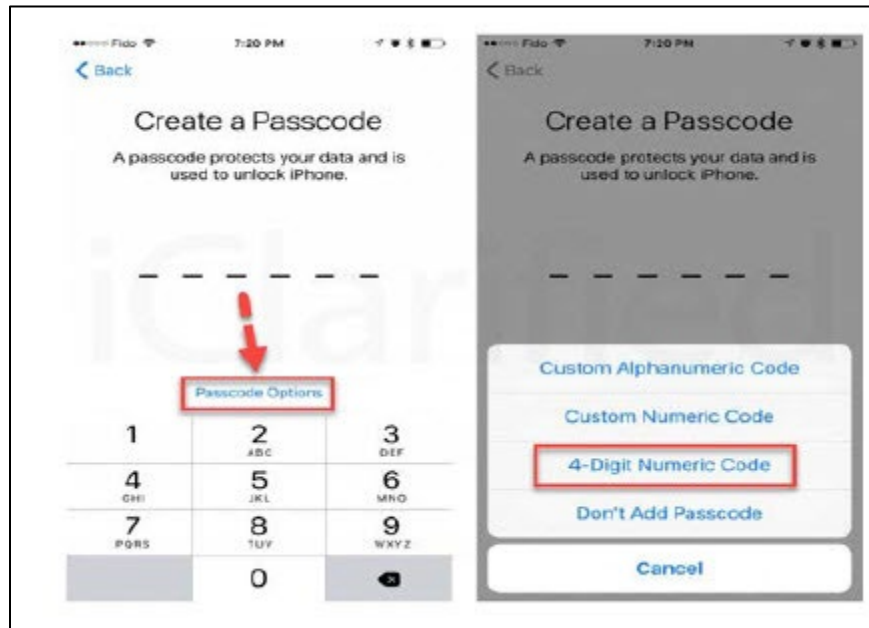 Fido 7:20 PM
Back
Create a Passcode
A passcode protects your data and is
used to unlock iPhone.
Passcode Options
1 2 3
ABC DEF
4 5 6
GHI JKL MNO
7 8 9
PQRS TUV WXYZ
0
Fido 7:20 PM
Back
Create a Passcode
A passcode protects your data and is
used to unlock iPhone.
Custom Alphanumeric Code
Custom Numeric Code
4-Digit Numeric Code
Don't Add Passcode
Cancel
iClarified